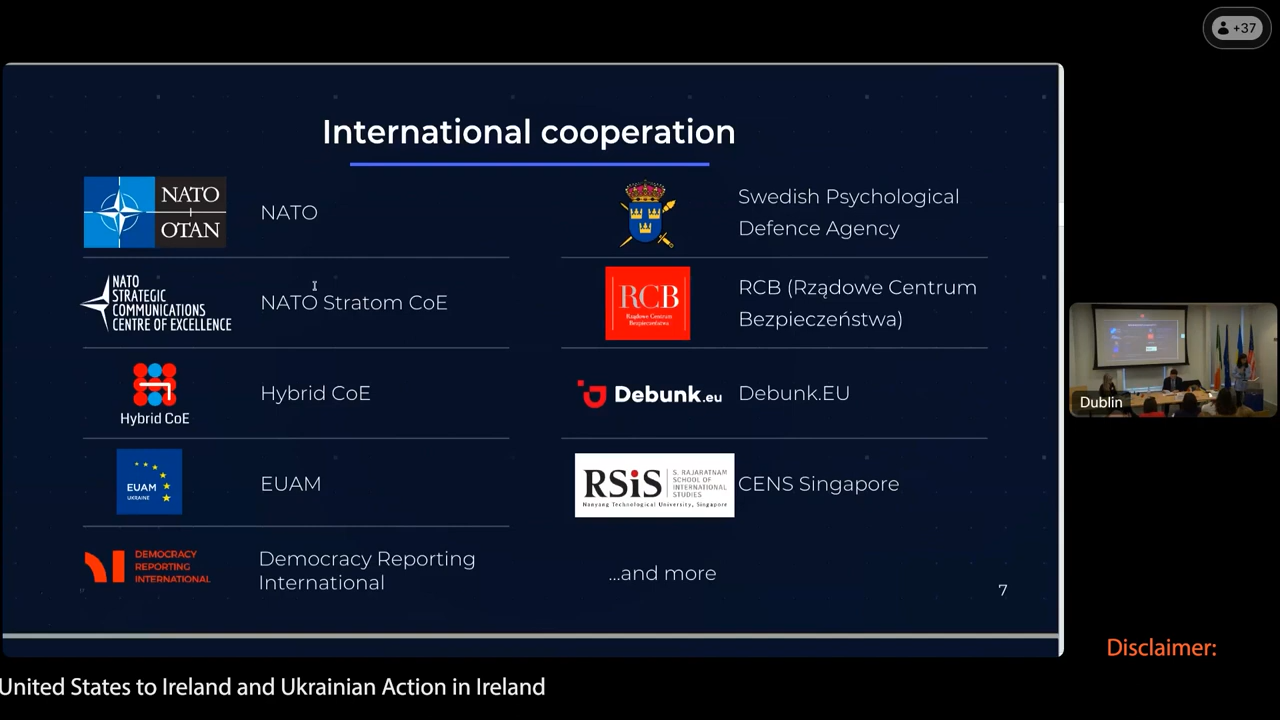 +37
International cooperation
NATO
OTAN
NATO
Swedish Psychological
Defence Agency
NATO
STRATEGIC
COMMUNICATIONS
CENTRE OF EXCELLENCE
NATO Stratom CoE
RCB
Rządowe Centrum
Bezpieczeństwa
RCB (Rządowe Centrum
Bezpieczeństwa)
Hybrid CoE
Hybrid CoE
Debunk.eu
Debunk.EU
EUAM
UKRAINE
EUAM
RSiS
S. RAJARATNAM
SCHOOL OF
INTERNATIONAL
STUDIES
Nanyang Technological University, Singapore
CENS Singapore
DEMOCRACY
REPORTING
INTERNATIONAL
Democracy Reporting
International
...and more
7
Dublin
Disclaimer:
United States to Ireland and Ukrainian Action in Ireland